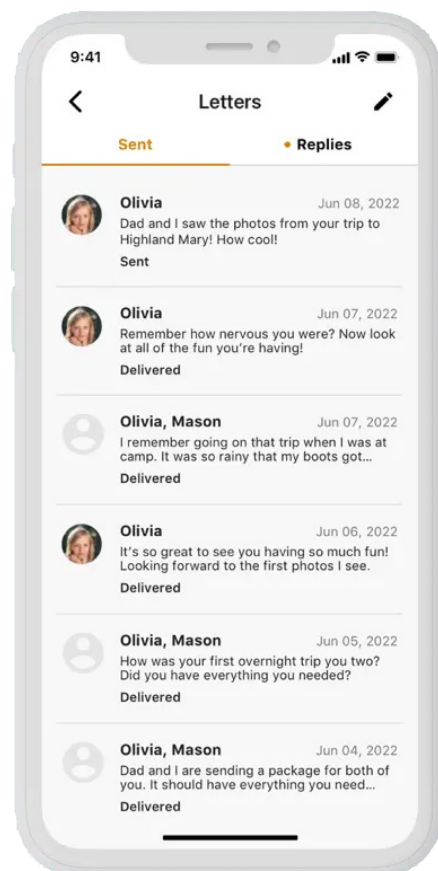 9:41
Letters
Sent
Replies
Olivia
Jun 08, 2022
Dad and I saw the photos from your trip to
Highland Mary! How cool!
Sent
Olivia
Jun 07, 2022
Remember how nervous you were? Now look
at all of the fun you're having!
Delivered
Olivia, Mason
Jun 07, 2022
I remember going on that trip when I was at
camp. It was so rainy that my boots got...
Delivered
Olivia
Jun 06, 2022
It's so great to see you having so much fun!
Looking forward to the first photos I see.
Delivered
Olivia, Mason
Jun 05, 2022
How was your first overnight trip you two?
Did you have everything you needed?
Delivered
Olivia, Mason
Jun 04, 2022
Dad and I are sending a package for both of
you. It should have everything you need...
Delivered